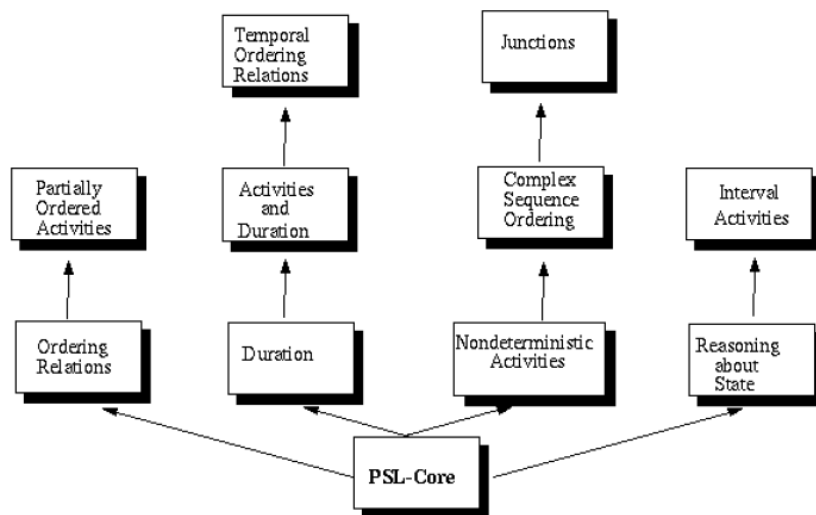 Temporal
Ordering
Relations
Junctions
Partially
Ordered
Activities
Activities
and
Duration
Complex
Sequence
Ordering
Interval
Activities
Ordering
Relations
Duration
Nondeterministic
Activities
Reasoning
about
State
PSL-Core